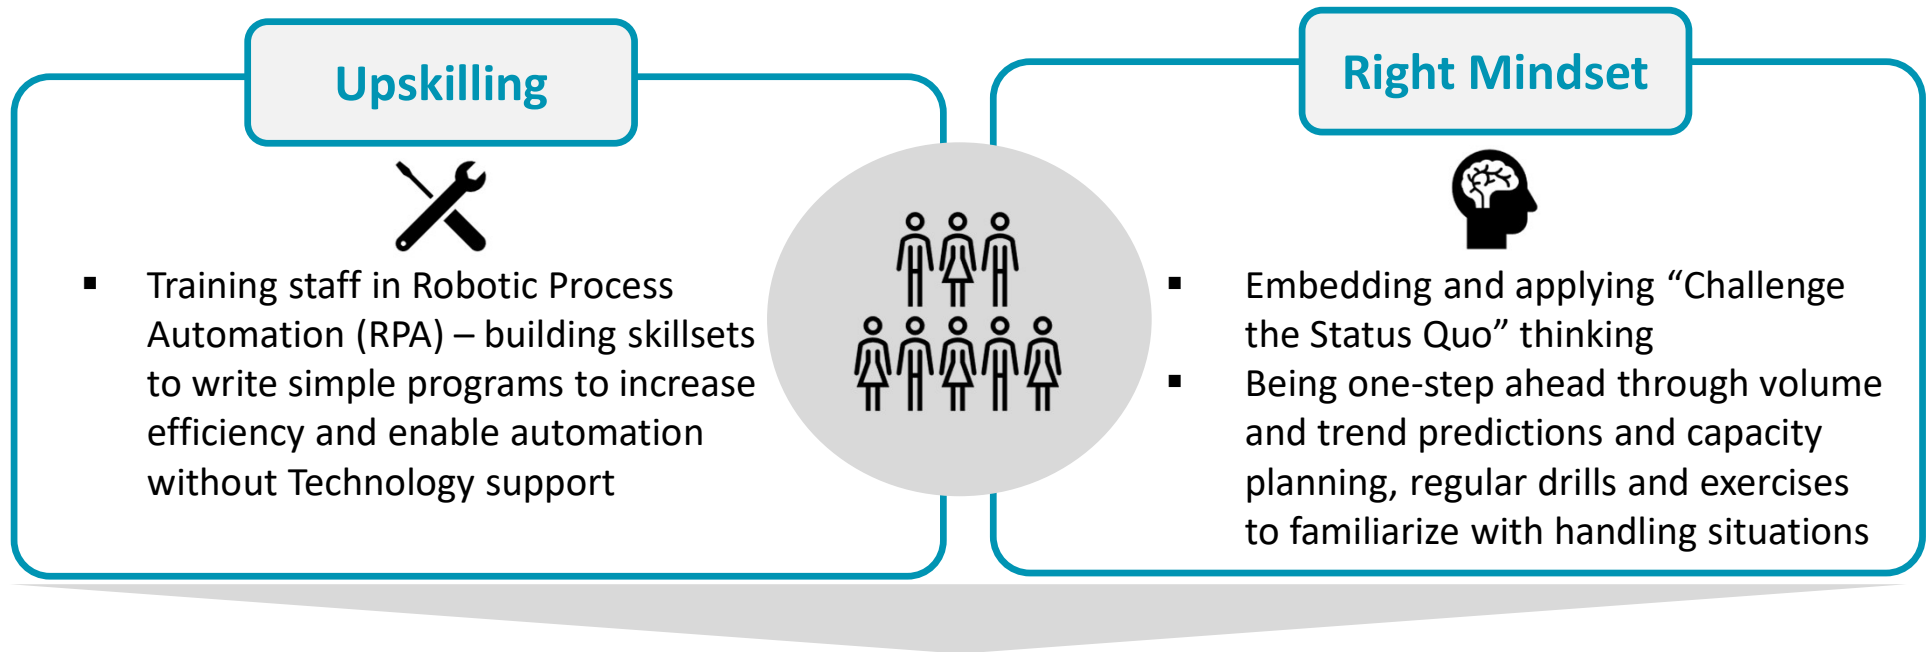 Upskilling
▪ Training staff in Robotic Process
Automation (RPA) – building skillsets
to write simple programs to increase
efficiency and enable automation
without Technology support
Right Mindset
▪ Embedding and applying “Challenge
the Status Quo” thinking
▪ Being one-step ahead through volume
and trend predictions and capacity
planning, regular drills and exercises
to familiarize with handling situations